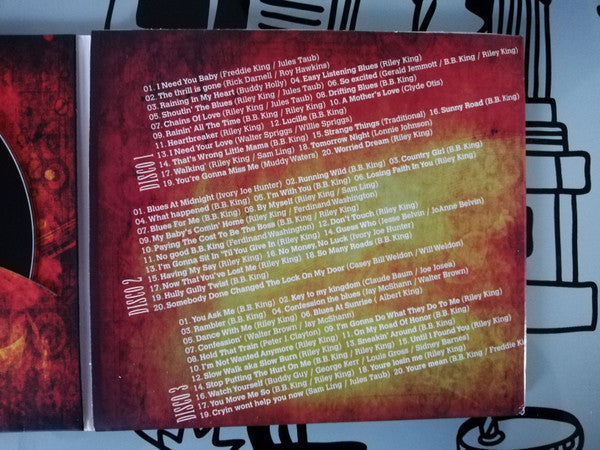 DISCO 1
01. I Need You Baby (Freddie King / Jules Taub)
02. The thrill is gone (Rick Darnell / Roy Hawkins)
03. Raining In My Heart (Buddy Holly) 04. Easy Listening Blues (Riley King)
05. Shoutin' The Blues (Riley King / Jules Taub) 06. So excited (Gerald Jemmott / B.B. King / Riley King)
07. Chains Of Love (Riley King / Jules Taub) 08. Drifting Blues (B.B. King)
09. Rainin' All The Time (B.B. King / Riley King) 10. A Mother's Love (Clyde Otis)
11. Heartbreaker (Riley King) 12. Lucille (B.B. King)
13. I Need Your Love (Walter Spriggs / Willie Spriggs)
14. That's Wrong Little Mama (B.B. King) 15. Strange Things (Traditional) 16. Sunny Road (B.B. King)
17. Walking (Riley King / Sam Ling) 18. Tomorrow Night (Lonnie Johnson)
19. You're Gonna Miss Me (Muddy Waters) 20. Worried Dream (Riley King)
DISCO 2
01. Blues At Midnight (Ivory Joe Hunter) 02. Running Wild (B.B. King) 03. Country Girl (B.B. King)
04. What happened (B.B. King) 05. I'm With You (B.B. King) 06. Losing Faith In You (Riley King)
07. Blues For Me (B.B. King) 08. By Myself (Riley King / Sam Ling)
09. My Baby's Comin' Home (Riley King / Ferdinand Washington)
10. Paying The Cost To Be The Boss (B.B. King / Riley King)
11. No good B.B. King (Ferdinand Washington) 12. Don't Touch (Riley King)
13. I'm Gonna Sit In 'Til You Give In (Riley King) 14. Guess Who (Jesse Belvin / JoAnne Belvin)
15. Having My Say (Riley King) 16. No Money, No Luck (Ivory Joe Hunter)
17. Now That You've Lost Me (Riley King) 18. So Many Roads (B.B. King)
19. Hully Gully Twist (B.B. King)
20. Somebody Done Changed The Lock On My Door (Casey Bill Weldon / Will Weldon)
DISCO 3
01. You Ask Me (B.B. King) 02. Key to my kingdom (Claude Baum / Joe Josea)
03. Rambler (B.B. King) 04. Confession the blues (Jay McShann / Walter Brown)
05. Dance With Me (Riley King) 06. Blues At Sunrise ( Albert King)
07. Confessin' (Walter Brown / Jay McShann)
08. Hold That Train (Peter J. Clayton) 09. I'm Gonna Do What They Do To Me (Riley King)
10. I'm Not Wanted Anymore (Riley King) 11. On My Road Of Honor (B.B. King)
12. Slow Walk aka Slow Burn (Riley King) 13. Sneakin' Around (B.B. King)
14. Stop Putting The Hurt On Me (B.B. King / Riley King) 15. Until I Found You (Riley King)
16. Watch Yourself (Buddy Guy / George Kerr / Louis Gross / Sidney Barnes)
17. You Move Me So (B.B. King / Riley King) 18. Youre lwoin me (Riley King)
19. Cryin wont help you now (Sam Ling / Jules Taub) 20. Youre mean (B.B. King / Freddie K